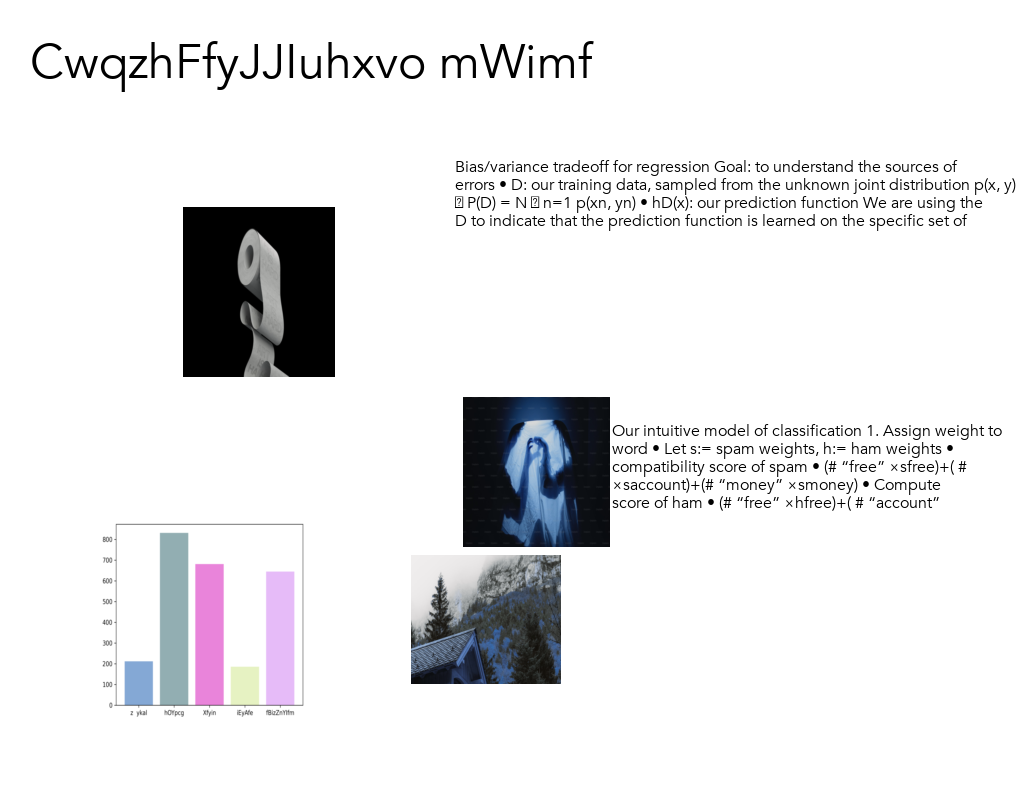 CwqzhFfyJJIuhxvo mWimf
Bias/variance tradeoff for regression Goal: to understand the sources of
errors • D: our training data, sampled from the unknown joint distribution p(x, y)
P(D) = N n=1 p(xn, yn) • hD(x): our prediction function We are using the
D to indicate that the prediction function is learned on the specific set of
Our intuitive model of classification 1. Assign weight to
word • Let s:= spam weights, h:= ham weights •
compatibility score of spam • (# “free” ×sfree)+( #
×saccount)+(# “money” ×smoney) • Compute
score of ham • (# “free” ×hfree)+( # “account”
800
700
600
500
400
300
200
100
0
z ykal hOYpcg Xfyin iEyAfe